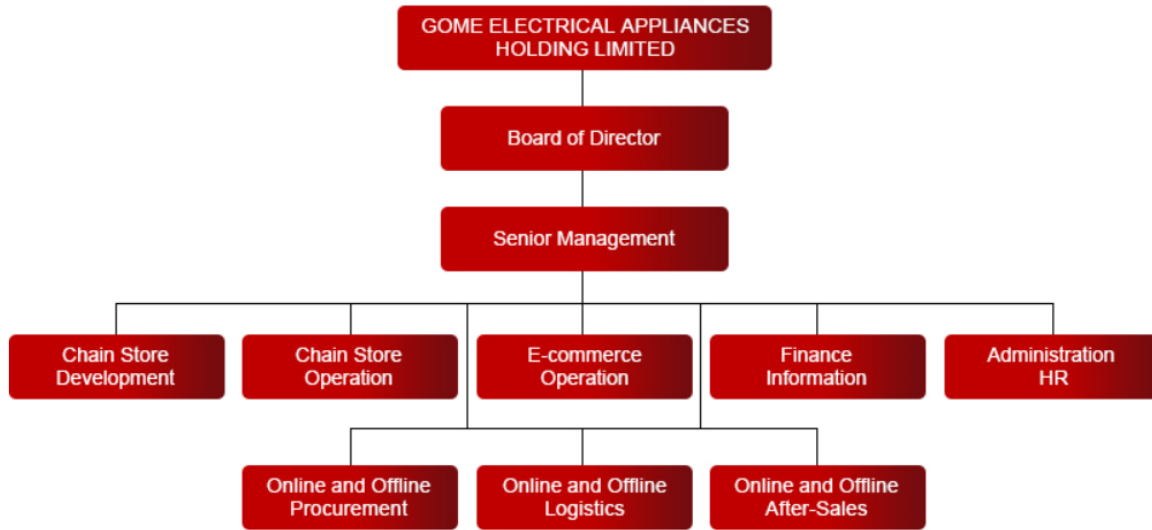 GOME ELECTRICAL APPLIANCES
HOLDING LIMITED
Board of Director
Senior Management
Chain Store
Development
Chain Store
Operation
E-commerce
Operation
Finance
Information
Administration
HR
Online and Offline
Procurement
Online and Offline
Logistics
Online and Offline
After-Sales